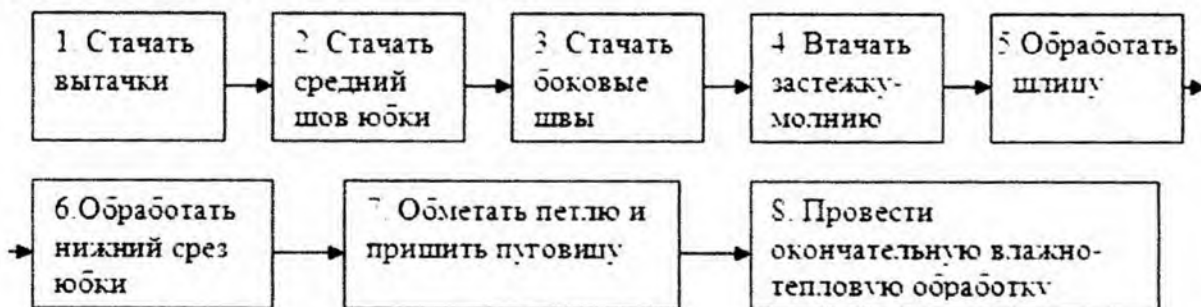 1. Стачать
вытачки
2. Стачать
средний
шов юбки
3. Стачать
боковые
швы
4. Втачать
застежку-
молнию
5.Обработать
шлицу
6.Обработать
нижний срез
юбки
7. Обметать петлю и
пришить пуговицу
8. Провести
окончательную влажно-
тепловую обработку